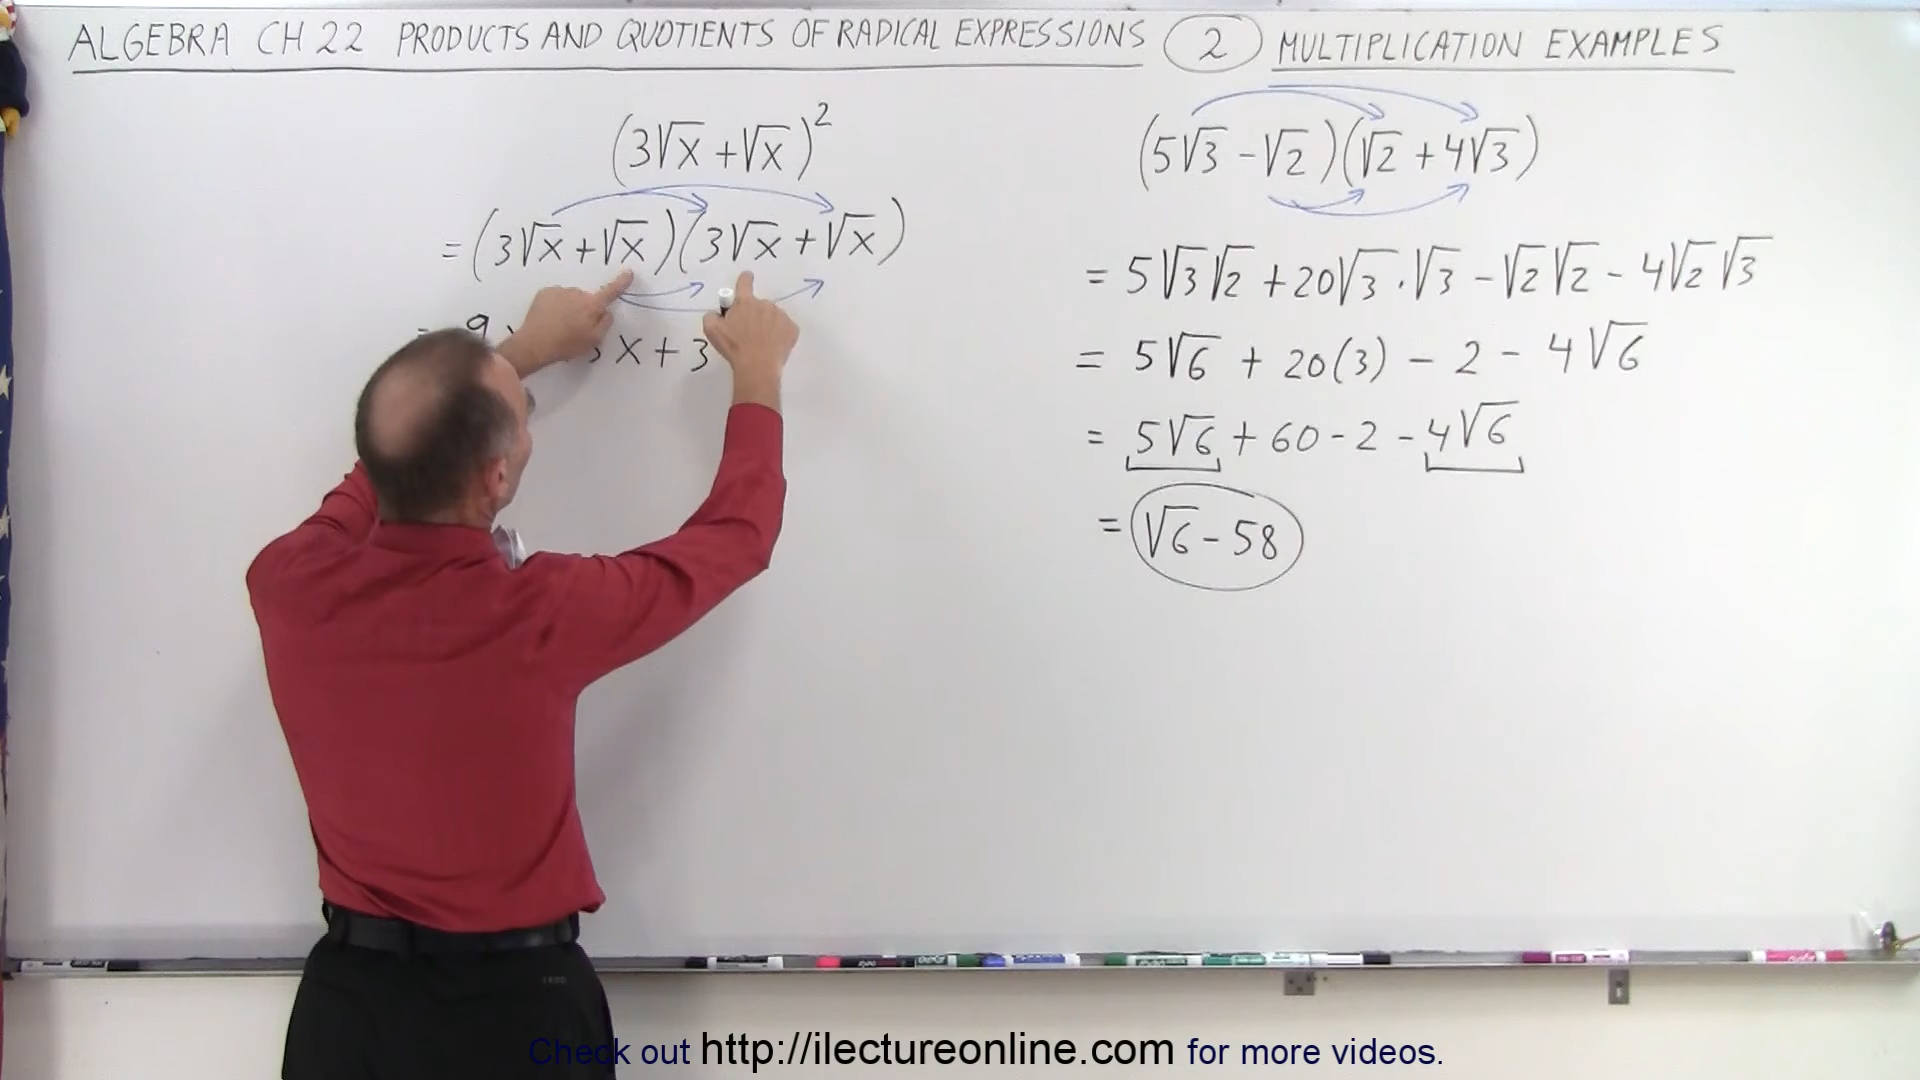 ALGEBRA CH 22 PRODUCTS AND QUOTIENTS OF RADICAL EXPRESSIONS 2 MULTIPLICATION EXAMPLES
(3√x + √x)²
= (3√x + √x)(3√x + √x)
= 9 x + 3
(5√3 - √2)(√2 + 4√3)
= 5√3√2 + 20√3 · √3 - √2√2 - 4√2√3
= 5√6 + 20(3) - 2 - 4√6
= 5√6 + 60 - 2 - 4√6
= √6 - 58
Check out http://ilectureonline.com for more videos.